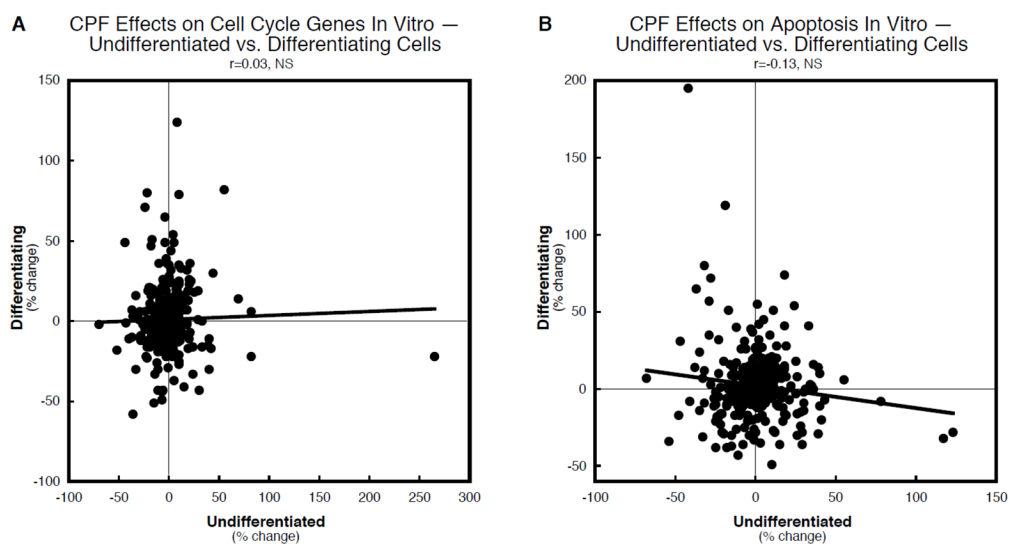 A
CPF Effects on Cell Cycle Genes In Vitro —
Undifferentiated vs. Differentiating Cells
r=0.03, NS
150
100
50
0
-50
-100
Differentiating
(% change)
-100 -50 0 50 100 150 200 250 300
Undifferentiated
(% change)
B
CPF Effects on Apoptosis In Vitro —
Undifferentiated vs. Differentiating Cells
r=-0.13, NS
200
150
100
50
0
-50
Differentiating
(% change)
-100 -50 0 50 100 150
Undifferentiated
(% change)